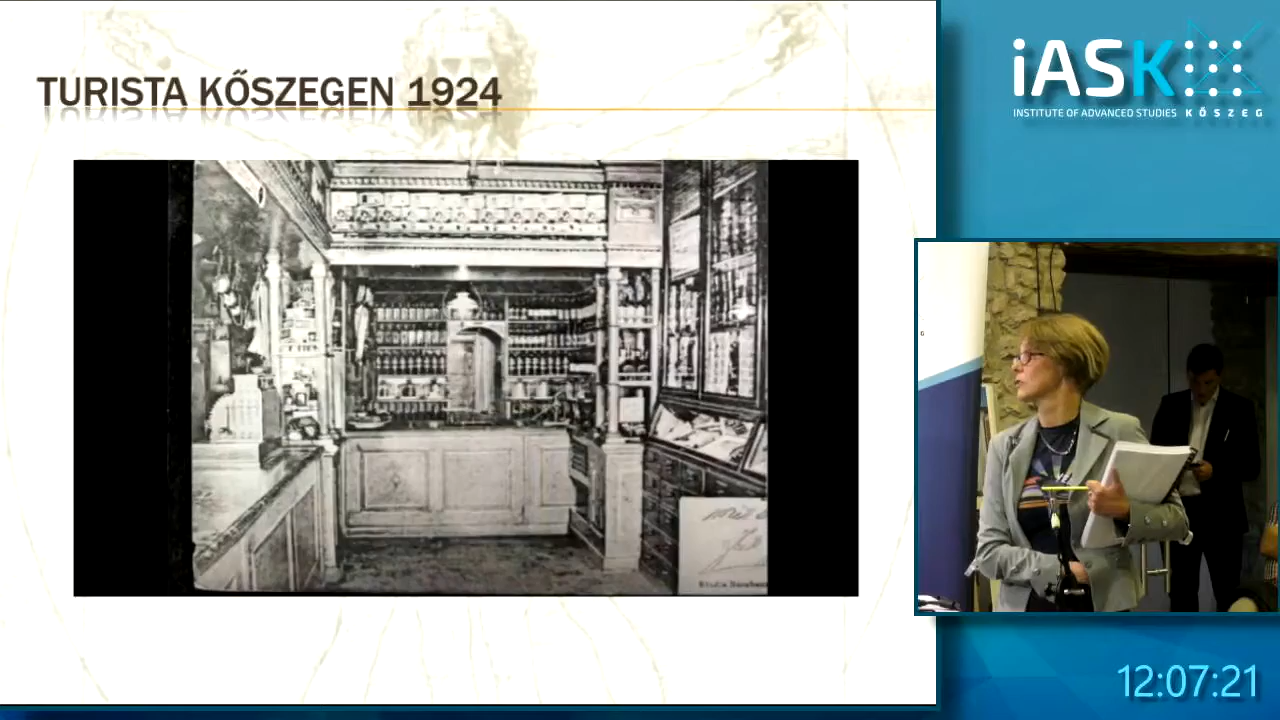 TURISTA KŐSZEGEN 1924
iASK
INSTITUTE OF ADVANCED STUDIES KŐSZEG
12:07:21